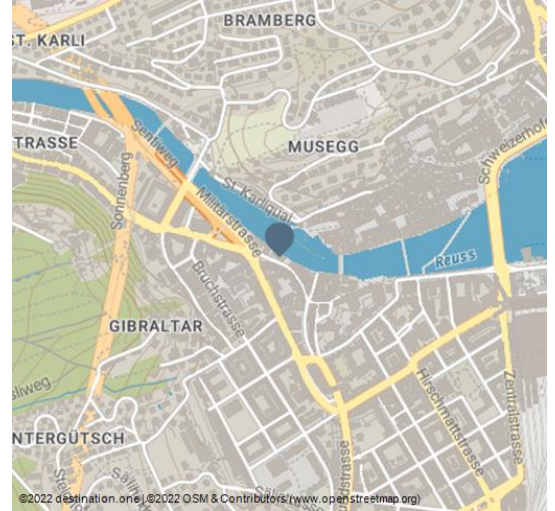 BRAMBERG
ST. KARLI
TRASSE
Sentiweg
MUSEGG
Schweizerhof
Sonnenberg
Militärstrasse
St.-Karliquai
Reuss
Bruchstrasse
GIBRALTAR
Hirschmattstrasse
Zentralstrasse
NTERGÜTSCH
©2022 destination.one | ©2022 OSM & Contributors (www.openstreetmap.org)